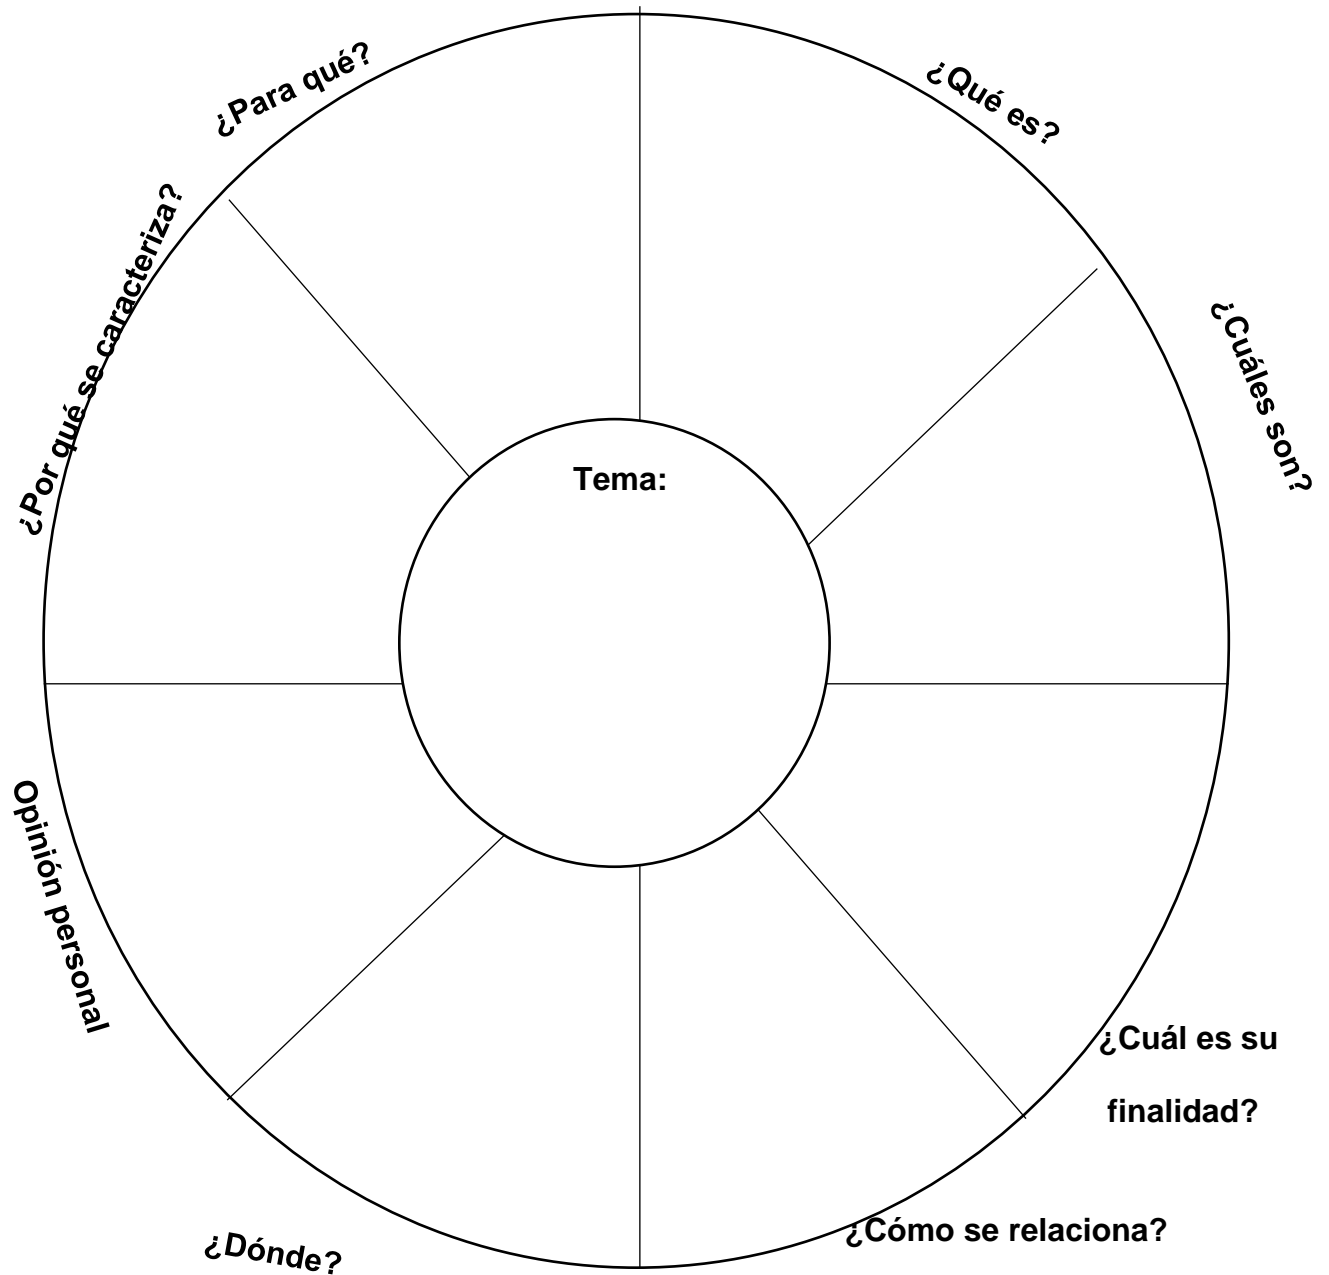 ¿Para qué?
¿Qué es?
¿Por qué se caracteriza?
¿Cuáles son?
Tema:
Opinión personal
¿Cuál es su
finalidad?
¿Cómo se relaciona?
¿Dónde?